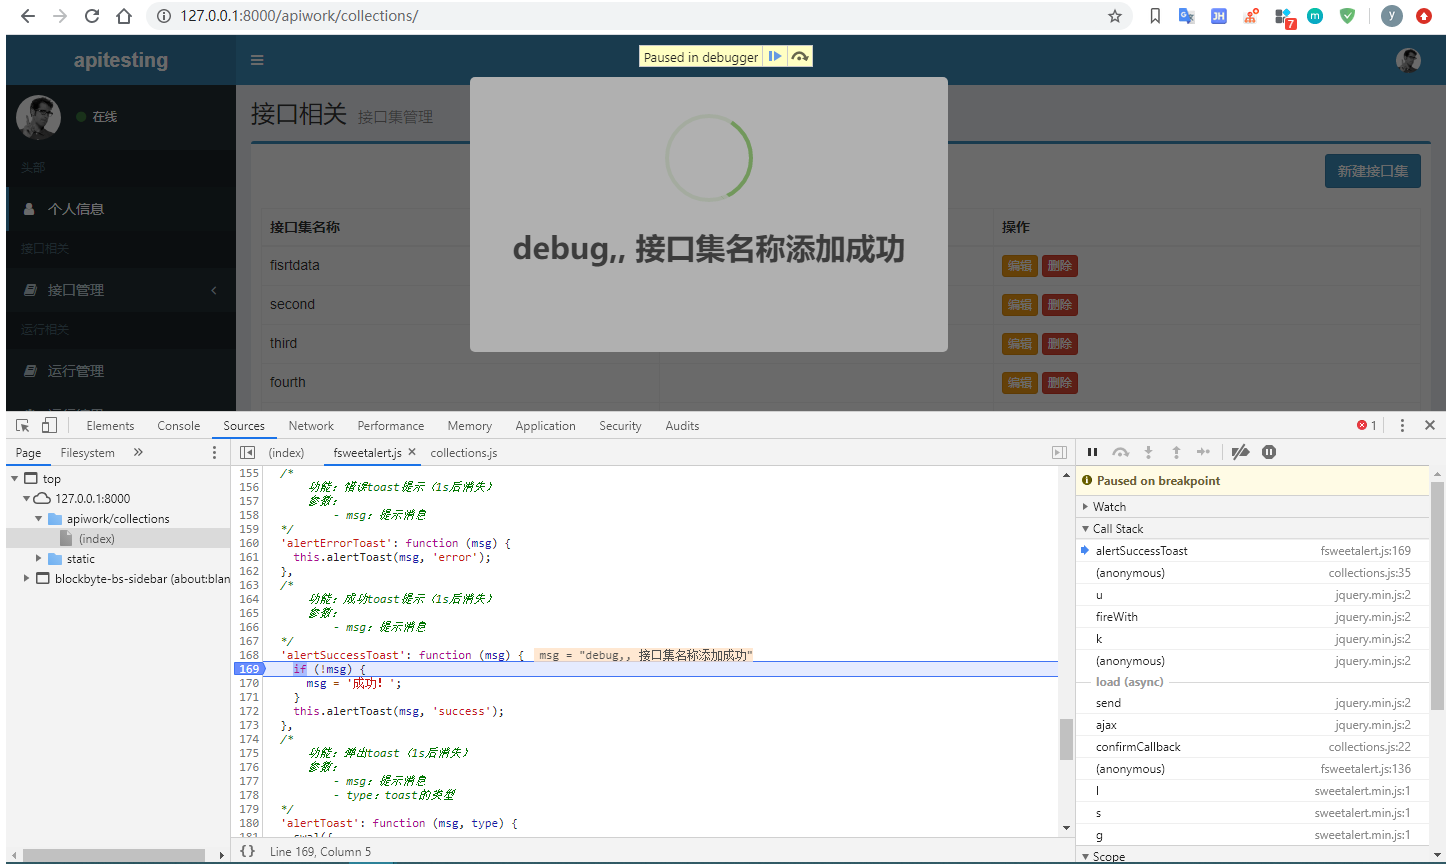 127.0.0.1:8000/apiwork/collections/
JH
7
m
y
apitesting
Paused in debugger
在线
头部
个人信息
接口相关
接口管理
运行相关
运行管理
接口相关 接口集管理
新建接口集
接口集名称 操作
fisrtdata 编辑 删除
second 编辑 删除
third 编辑 删除
fourth 编辑 删除
debug,, 接口集名称添加成功
Elements Console Sources Network Performance Memory Application Security Audits 1
Page Filesystem »
(index) fsweetalert.js × collections.js
top
127.0.0.1:8000
apiwork/collections
(index)
static
blockbyte-bs-sidebar (about:blan
155 /*
156 功能：错误toast提示（1s后消失）
157 参数：
158 - msg：提示消息
159 */
160 'alertErrorToast': function (msg) {
161 this.alertToast(msg, 'error');
162 },
163 /*
164 功能：成功toast提示（1s后消失）
165 参数：
166 - msg：提示消息
167 */
168 'alertSuccessToast': function (msg) { msg = "debug,, 接口集名称添加成功"
169 if (!msg) {
170 msg = '成功！';
171 }
172 this.alertToast(msg, 'success');
173 },
174 /*
175 功能：弹出toast（1s后消失）
176 参数：
177 - msg：提示消息
178 - type：toast的类型
179 */
180 'alertToast': function (msg, type) {
181 swal({
{} Line 169, Column 5
Paused on breakpoint
Watch
Call Stack
alertSuccessToast fsweetalert.js:169
(anonymous) collections.js:35
u jquery.min.js:2
fireWith jquery.min.js:2
k jquery.min.js:2
(anonymous) jquery.min.js:2
load (async)
send jquery.min.js:2
ajax jquery.min.js:2
confirmCallback collections.js:22
(anonymous) fsweetalert.js:136
l sweetalert.min.js:1
s sweetalert.min.js:1
g sweetalert.min.js:1
Scope